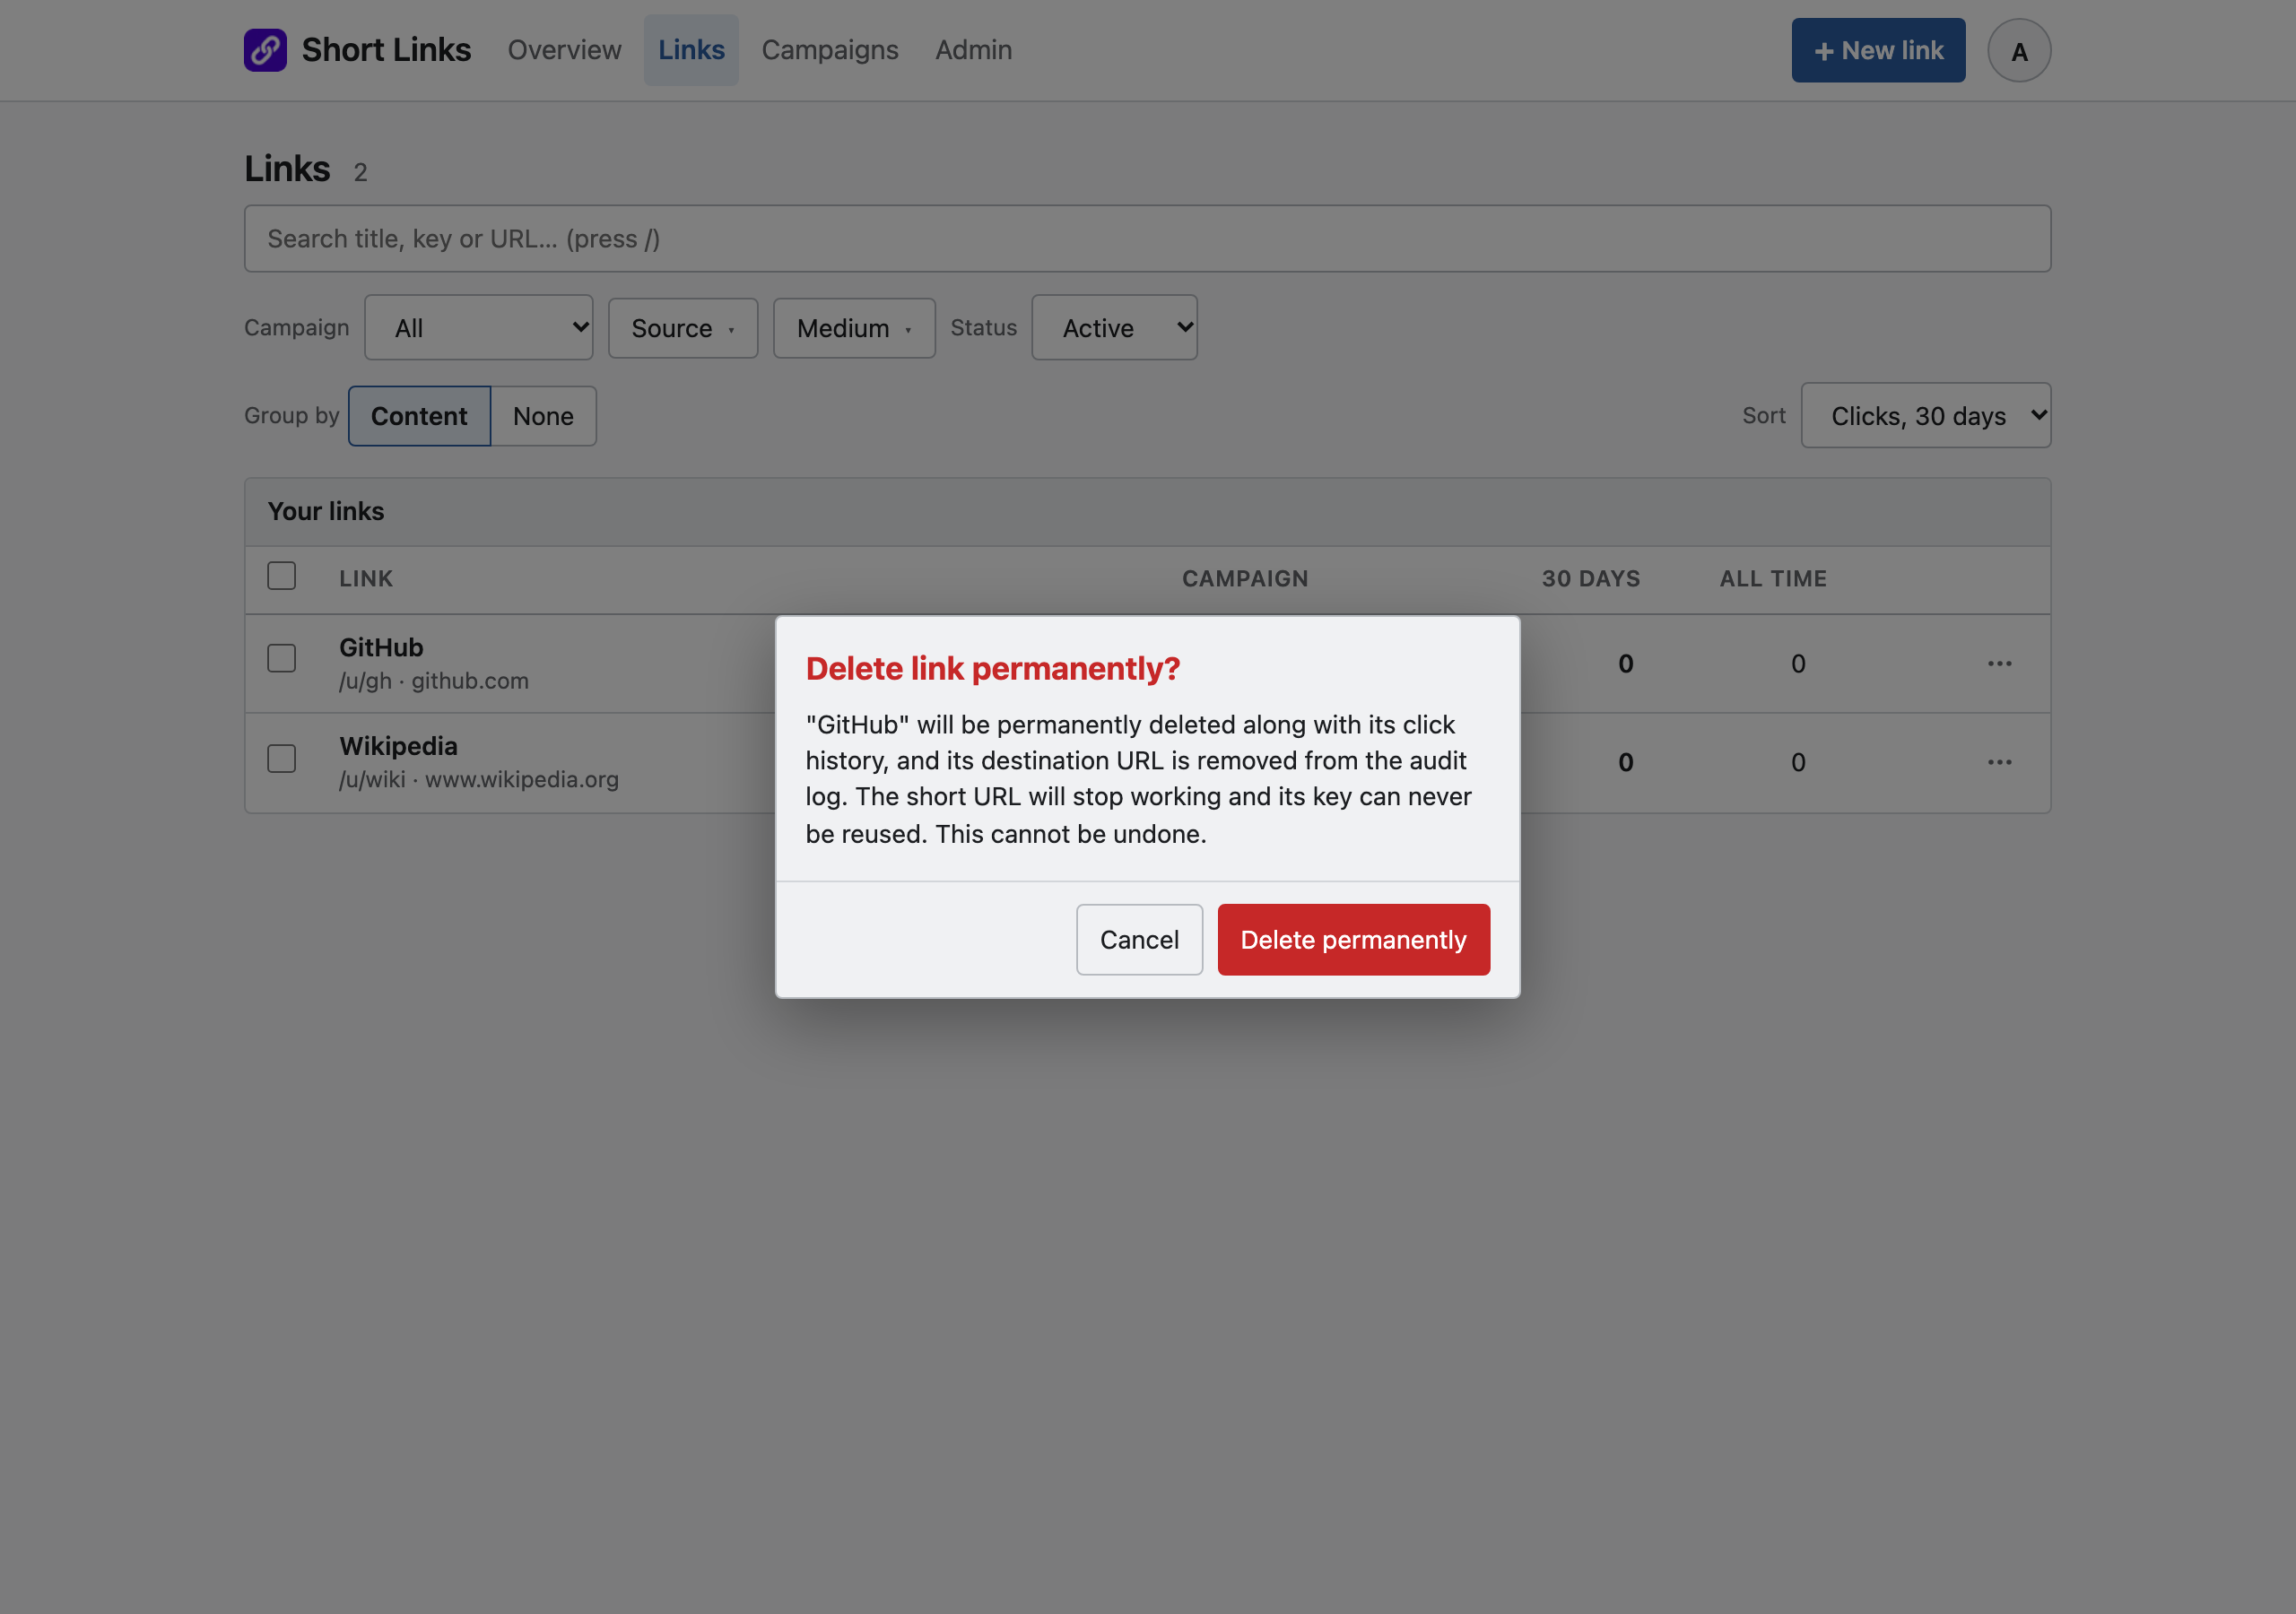 Short Links
Overview
Links
Campaigns
Admin
+ New link
A
Links 2
Search title, key or URL... (press /)
Campaign
All
Source
Medium
Status
Active
Group by
Content
None
Sort
Clicks, 30 days
Your links
LINK
CAMPAIGN
30 DAYS
ALL TIME
GitHub
/u/gh · github.com
0
0
···
Wikipedia
/u/wiki · www.wikipedia.org
0
0
···
Delete link permanently?
"GitHub" will be permanently deleted along with its click
history, and its destination URL is removed from the audit
log. The short URL will stop working and its key can never
be reused. This cannot be undone.
Cancel
Delete permanently